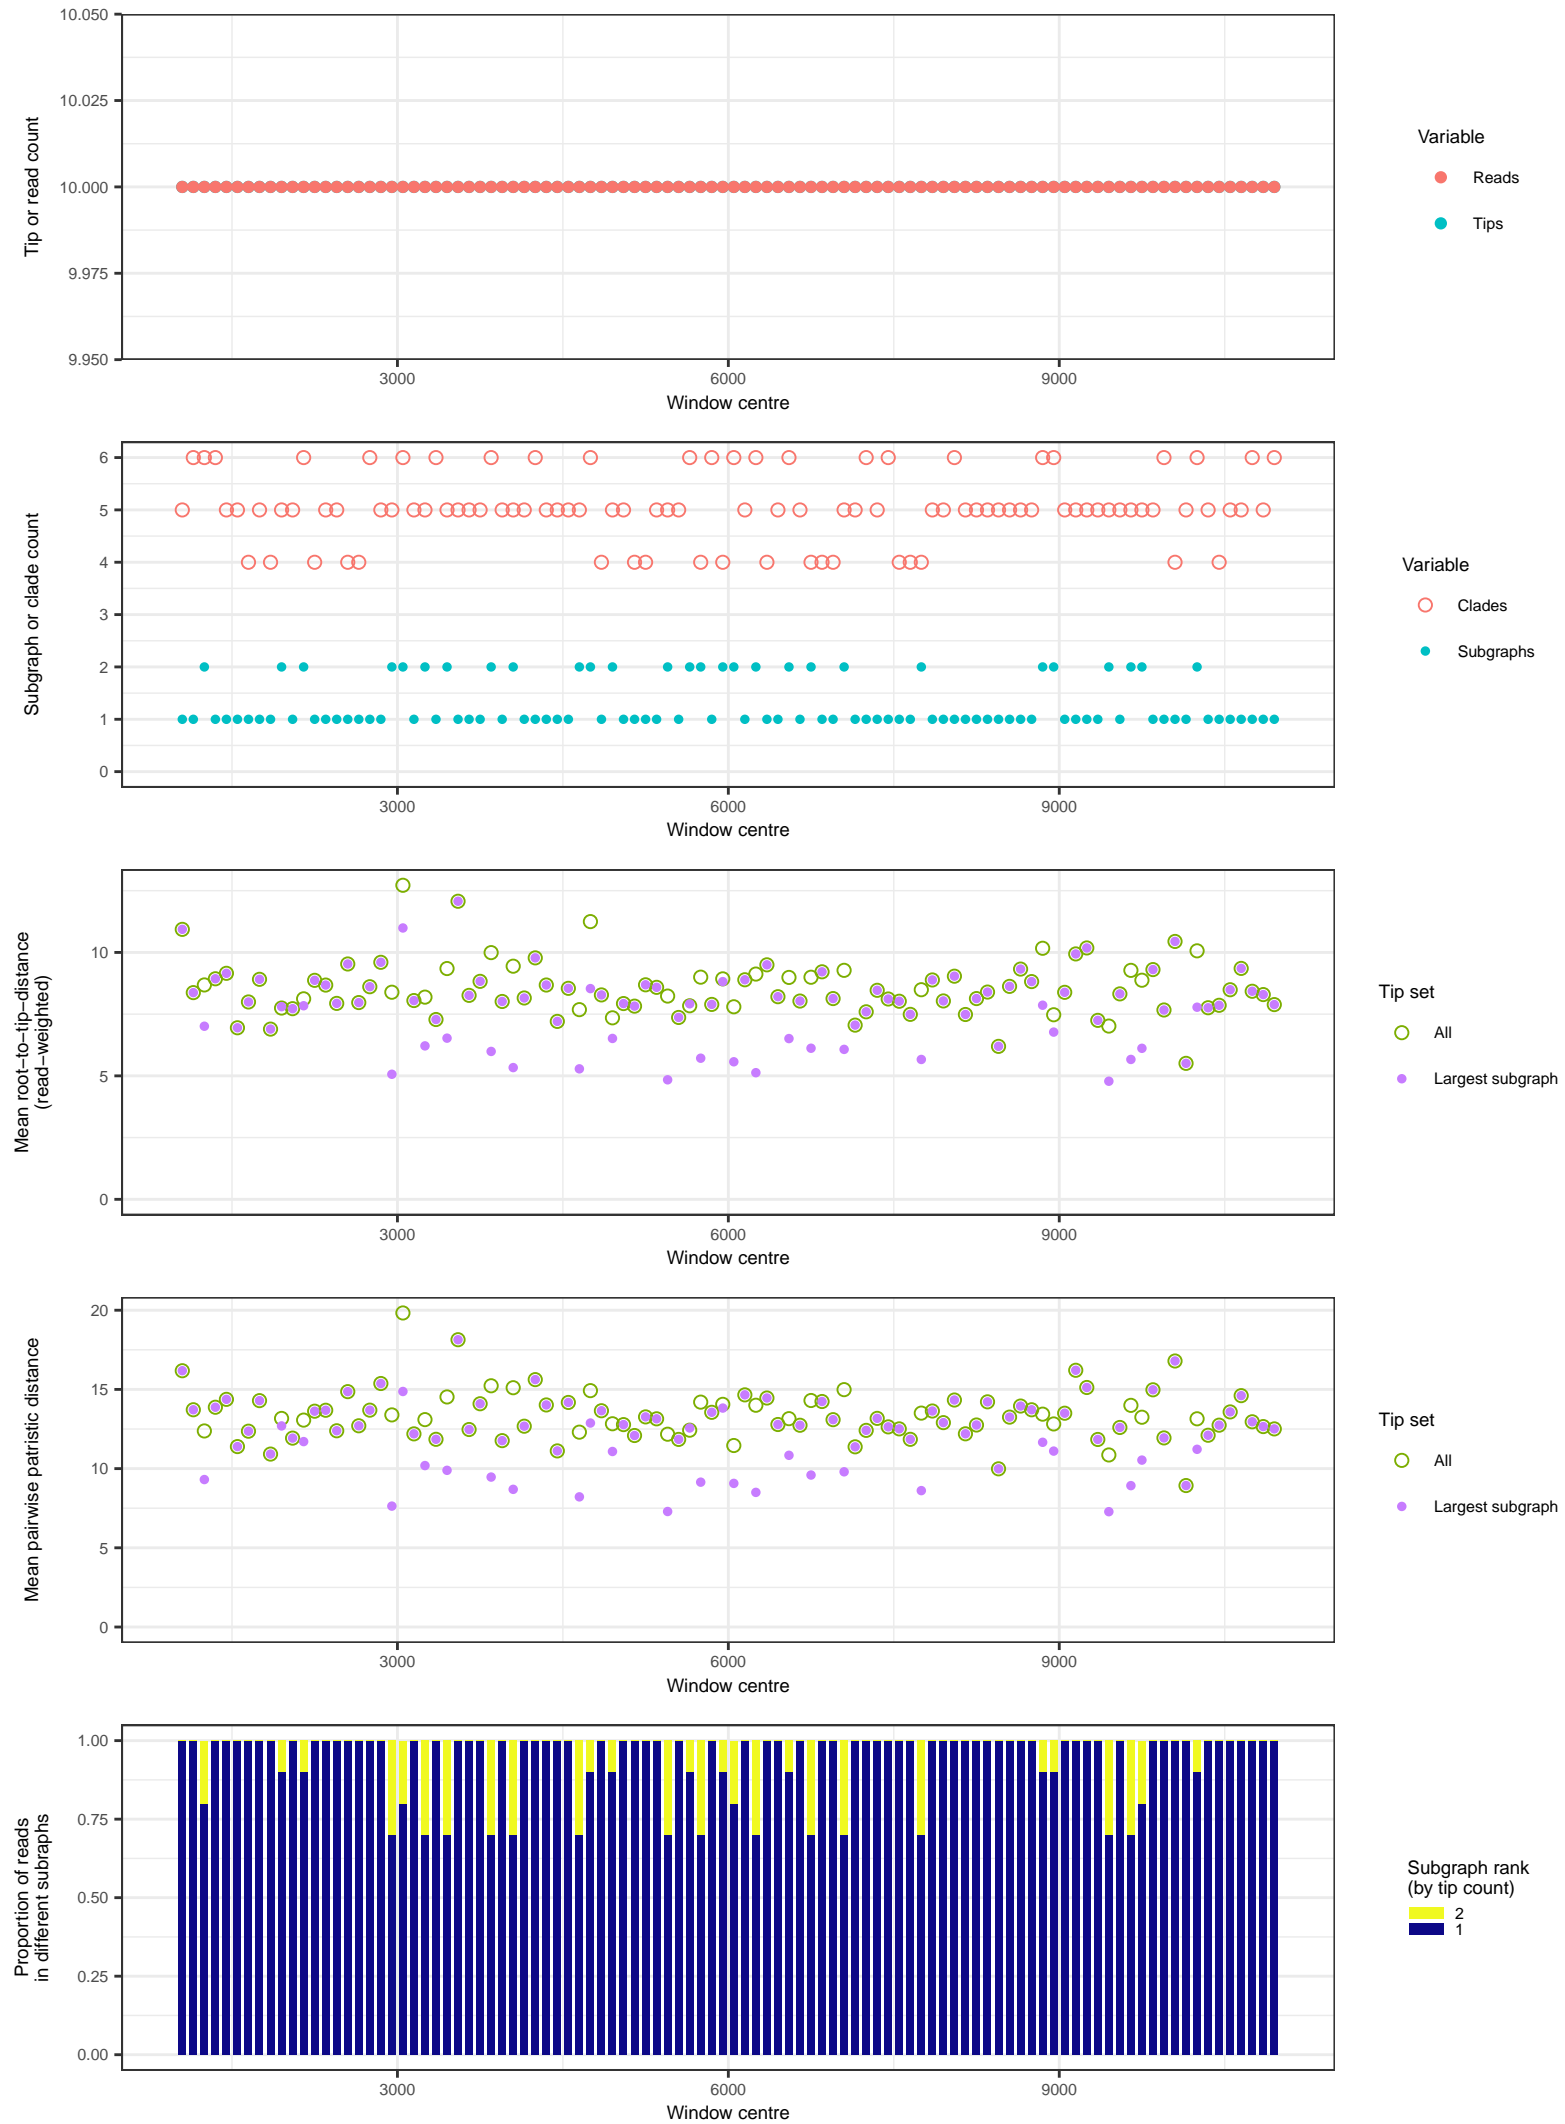 10.050
10.025
10.000
9.975
9.950
Tip or read count
3000 6000 9000
Window centre
Variable
Reads
Tips
6
5
4
3
2
1
0
Subgraph or clade count
3000 6000 9000
Window centre
Variable
Clades
Subgraphs
10
5
0
Mean root−to−tip−distance
(read−weighted)
3000 6000 9000
Window centre
Tip set
All
Largest subgraph
20
15
10
5
0
Mean pairwise patristic distance
3000 6000 9000
Window centre
Tip set
All
Largest subgraph
1.00
0.75
0.50
0.25
0.00
Proportion of reads
in different subraphs
3000 6000 9000
Window centre
Subgraph rank
(by tip count)
2
1